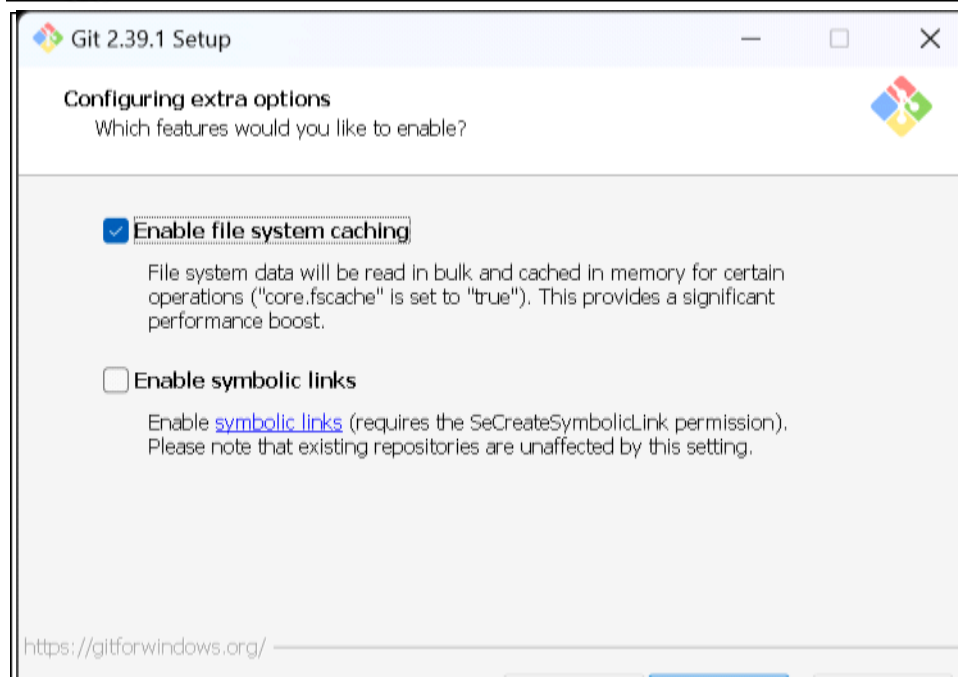 Git 2.39.1 Setup
Configuring extra options
Which features would you like to enable?
Enable file system caching
File system data will be read in bulk and cached in memory for certain
operations ("core.fscache" is set to "true"). This provides a significant
performance boost.
Enable symbolic links
Enable symbolic links (requires the SeCreateSymbolicLink permission).
Please note that existing repositories are unaffected by this setting.
https://gitforwindows.org/